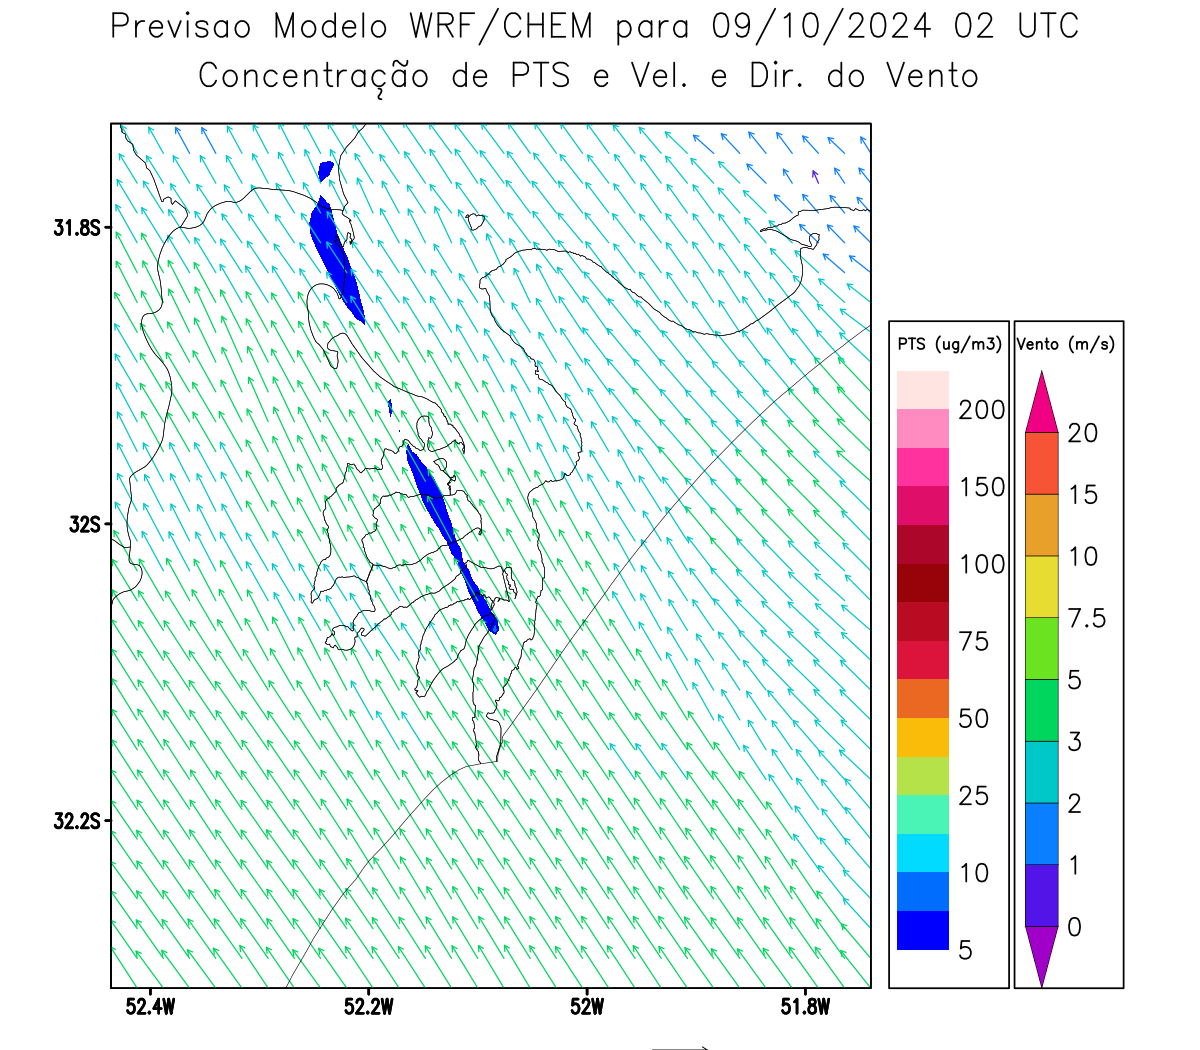 Previsao Modelo WRF/CHEM para 09/10/2024 02 UTC
Concentração de PTS e Vel. e Dir. do Vento
31.8S
32S
32.2S
52.4W 52.2W 52W 51.8W
PTS (ug/m3)
200
150
100
75
50
25
10
5
Vento (m/s)
20
15
10
7.5
5
3
2
1
0